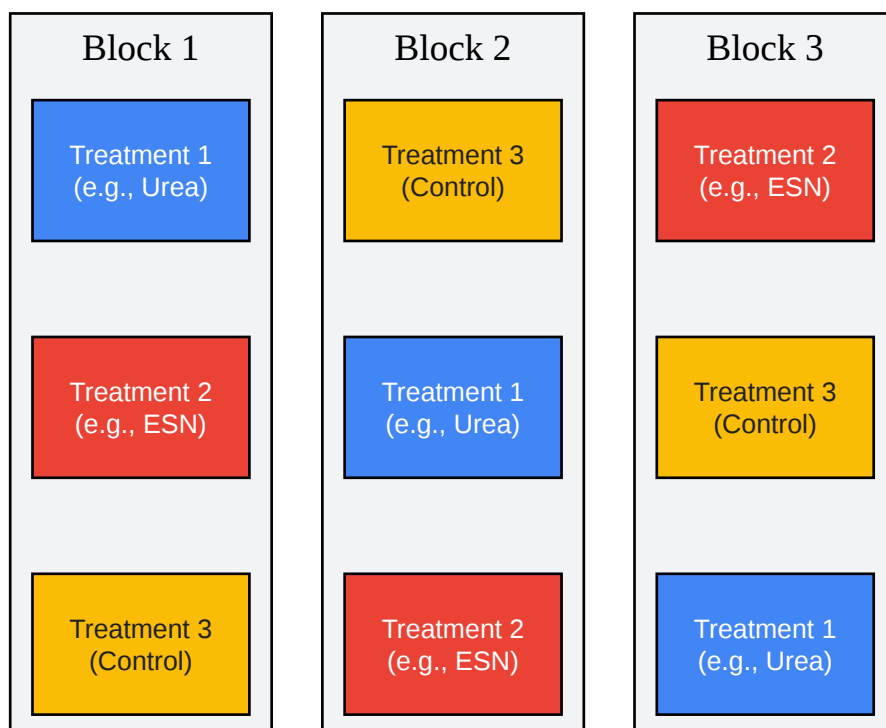 Block 1
Treatment 1
(e.g., Urea)
Treatment 2
(e.g., ESN)
Treatment 3
(Control)
Block 2
Treatment 3
(Control)
Treatment 1
(e.g., Urea)
Treatment 2
(e.g., ESN)
Block 3
Treatment 2
(e.g., ESN)
Treatment 3
(Control)
Treatment 1
(e.g., Urea)